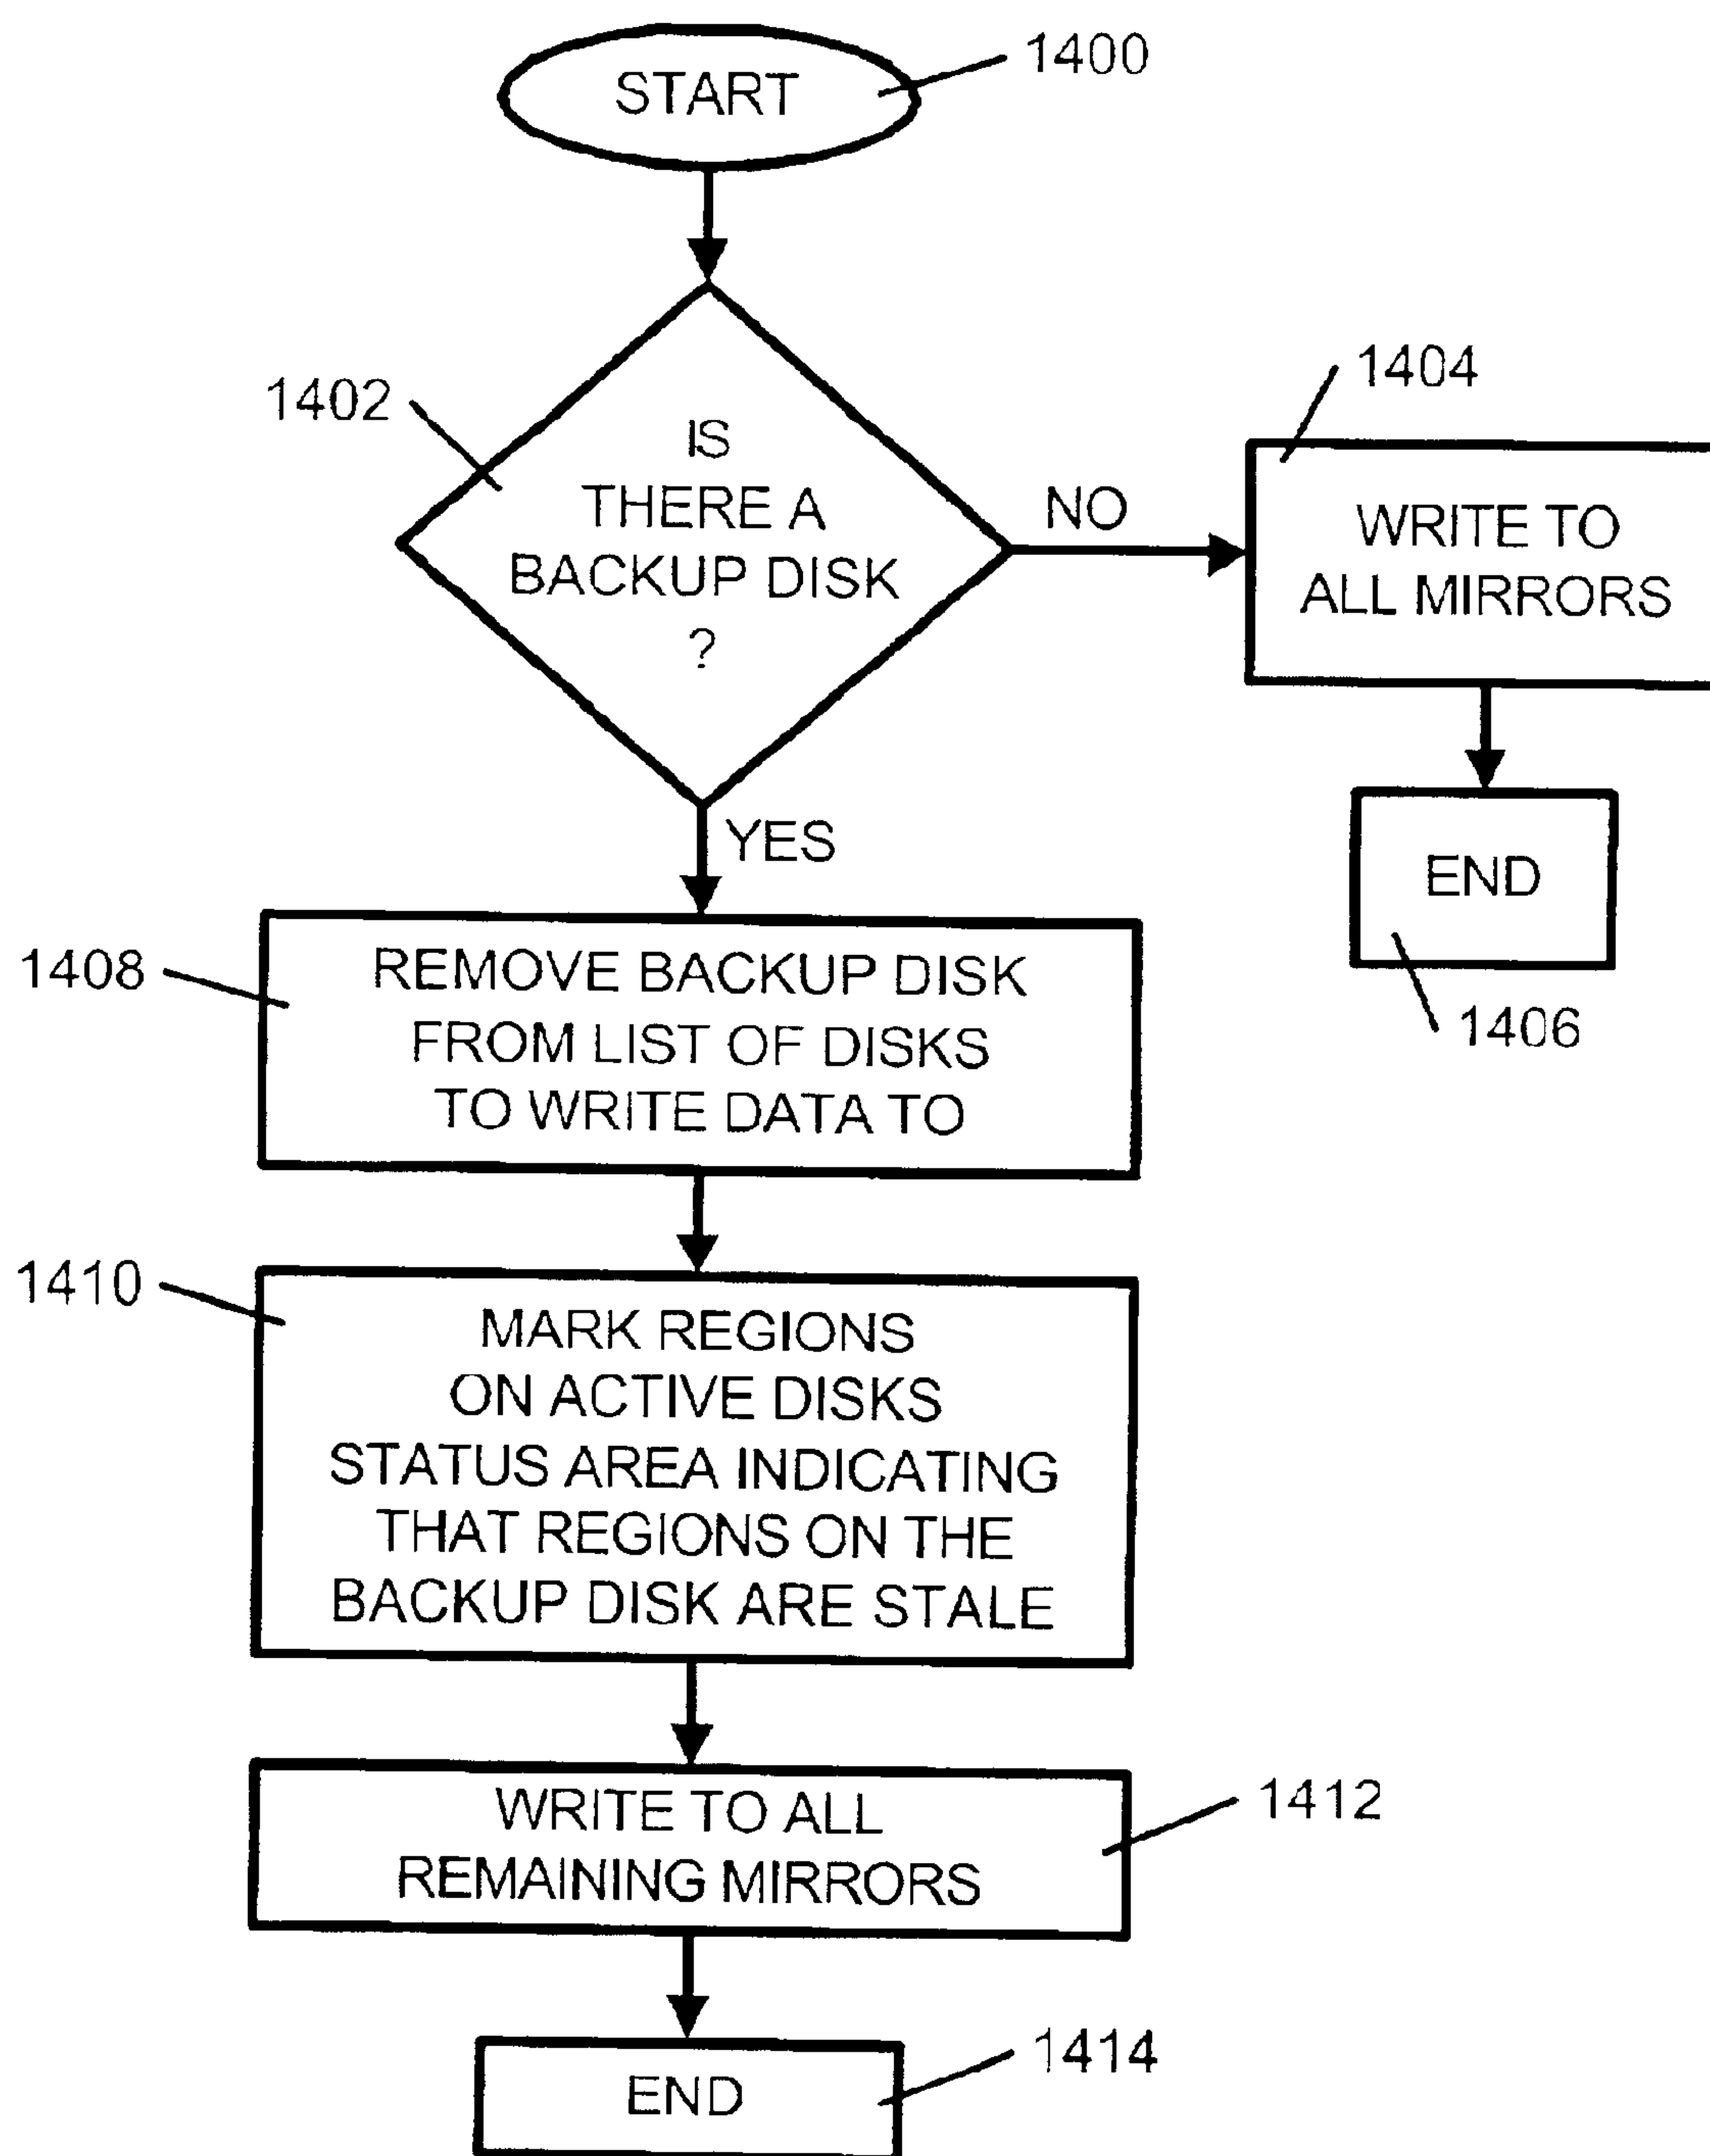 START
1400
1402
IS
THERE A
BACKUP DISK
?
NO
1404
WRITE TO
ALL MIRRORS
END
1406
YES
1408
REMOVE BACKUP DISK
FROM LIST OF DISKS
TO WRITE DATA TO
1410
MARK REGIONS
ON ACTIVE DISKS
STATUS AREA INDICATING
THAT REGIONS ON THE
BACKUP DISK ARE STALE
WRITE TO ALL
REMAINING MIRRORS
1412
END
1414